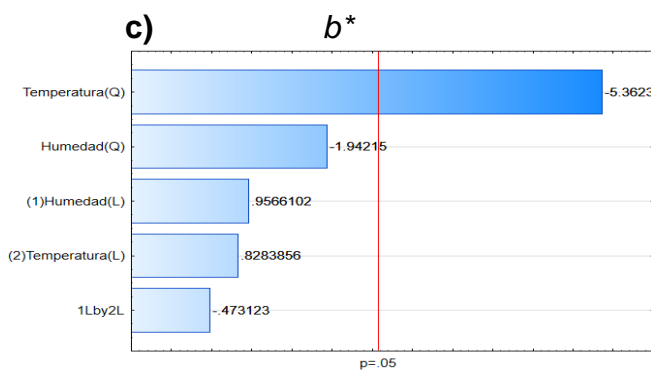 c)
b*
Temperatura(Q)
-5.3623
Humedad(Q)
-1.94215
(1)Humedad(L)
.9566102
(2)Temperatura(L)
.8283856
1Lby2L
-.473123
p=.05